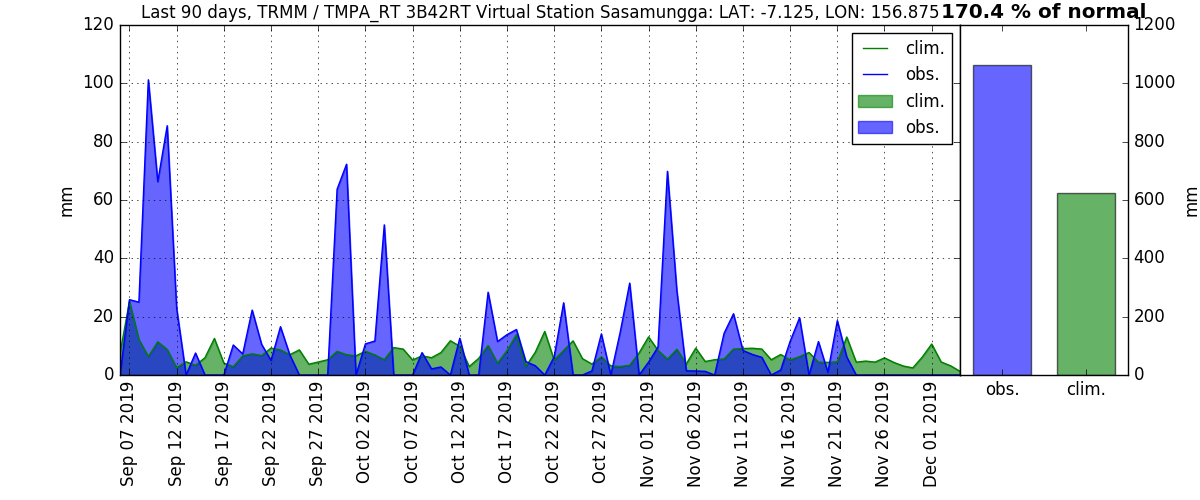 Last 90 days, TRMM / TMPA_RT 3B42RT Virtual Station Sasamungga: LAT: -7.125, LON: 156.875
170.4 % of normal
120
100
80
60
40
20
0
mm
clim.
obs.
clim.
obs.
1200
1000
800
600
400
200
0
mm
obs.
clim.
Sep 07 2019
Sep 12 2019
Sep 17 2019
Sep 22 2019
Sep 27 2019
Oct 02 2019
Oct 07 2019
Oct 12 2019
Oct 17 2019
Oct 22 2019
Oct 27 2019
Nov 01 2019
Nov 06 2019
Nov 11 2019
Nov 16 2019
Nov 21 2019
Nov 26 2019
Dec 01 2019